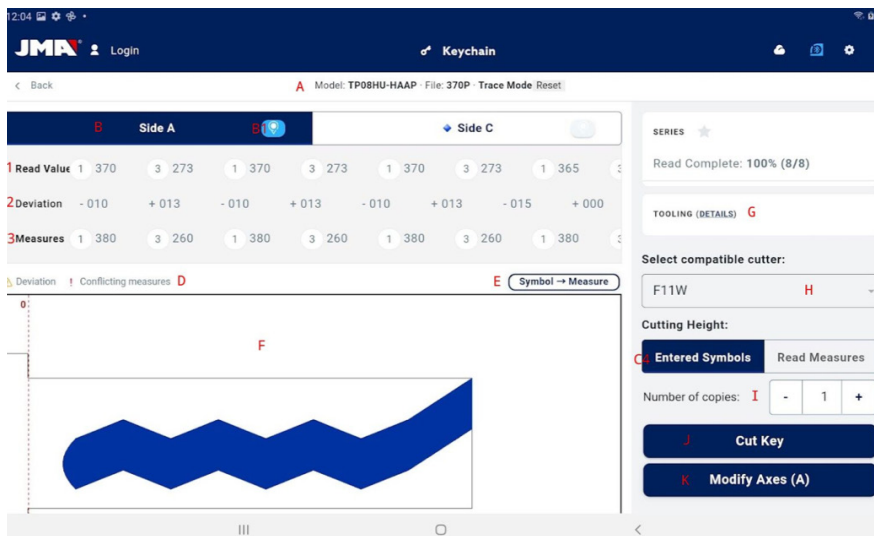 12:04
JMA Login Keychain
Back A Model: TP08HU-HAAP · File: 370P · Trace Mode Reset
B Side A B Side C
1 Read Value 1 370 3 273 1 370 3 273 1 370 3 273 1 365 3
2 Deviation - 010 + 013 - 010 + 013 - 010 + 013 - 015 + 000
3 Measures 1 380 3 260 1 380 3 260 1 380 3 260 1 380 3
Deviation ! Conflicting measures D E Symbol → Measure
0
F
SERIES
Read Complete: 100% (8/8)
TOOLING (DETAILS) G
Select compatible cutter:
F11W H
Cutting Height:
C4 Entered Symbols Read Measures
Number of copies: I - 1 +
J Cut Key
K Modify Axes (A)